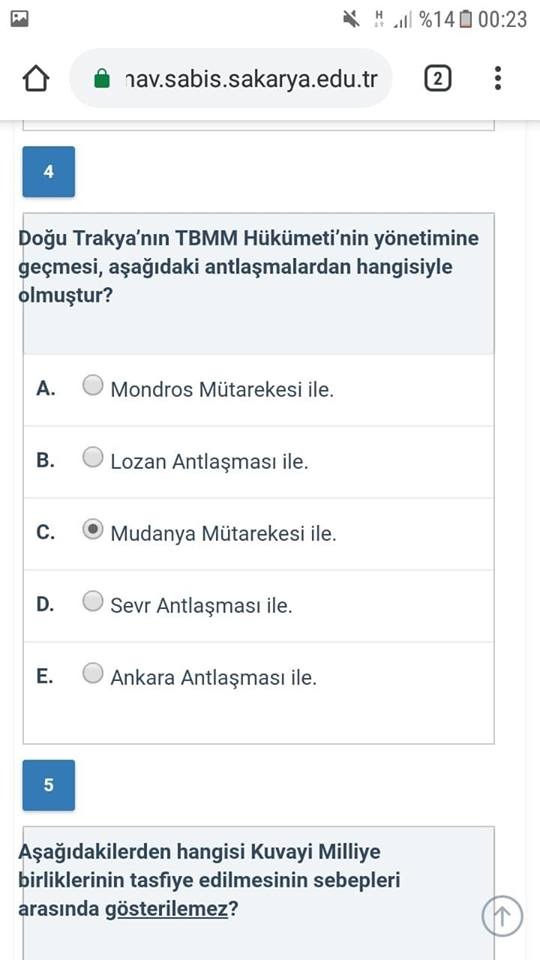 H %14 00:23
nav.sabis.sakarya.edu.tr 2
4
Doğu Trakya’nın TBMM Hükümeti’nin yönetimine
geçmesi, aşağıdaki antlaşmalardan hangisiyle
olmuştur?
A. Mondros Mütarekesi ile.
B. Lozan Antlaşması ile.
C. Mudanya Mütarekesi ile.
D. Sevr Antlaşması ile.
E. Ankara Antlaşması ile.
5
Aşağıdakilerden hangisi Kuvayi Milliye
birliklerinin tasfiye edilmesinin sebepleri
arasında gösterilemez?